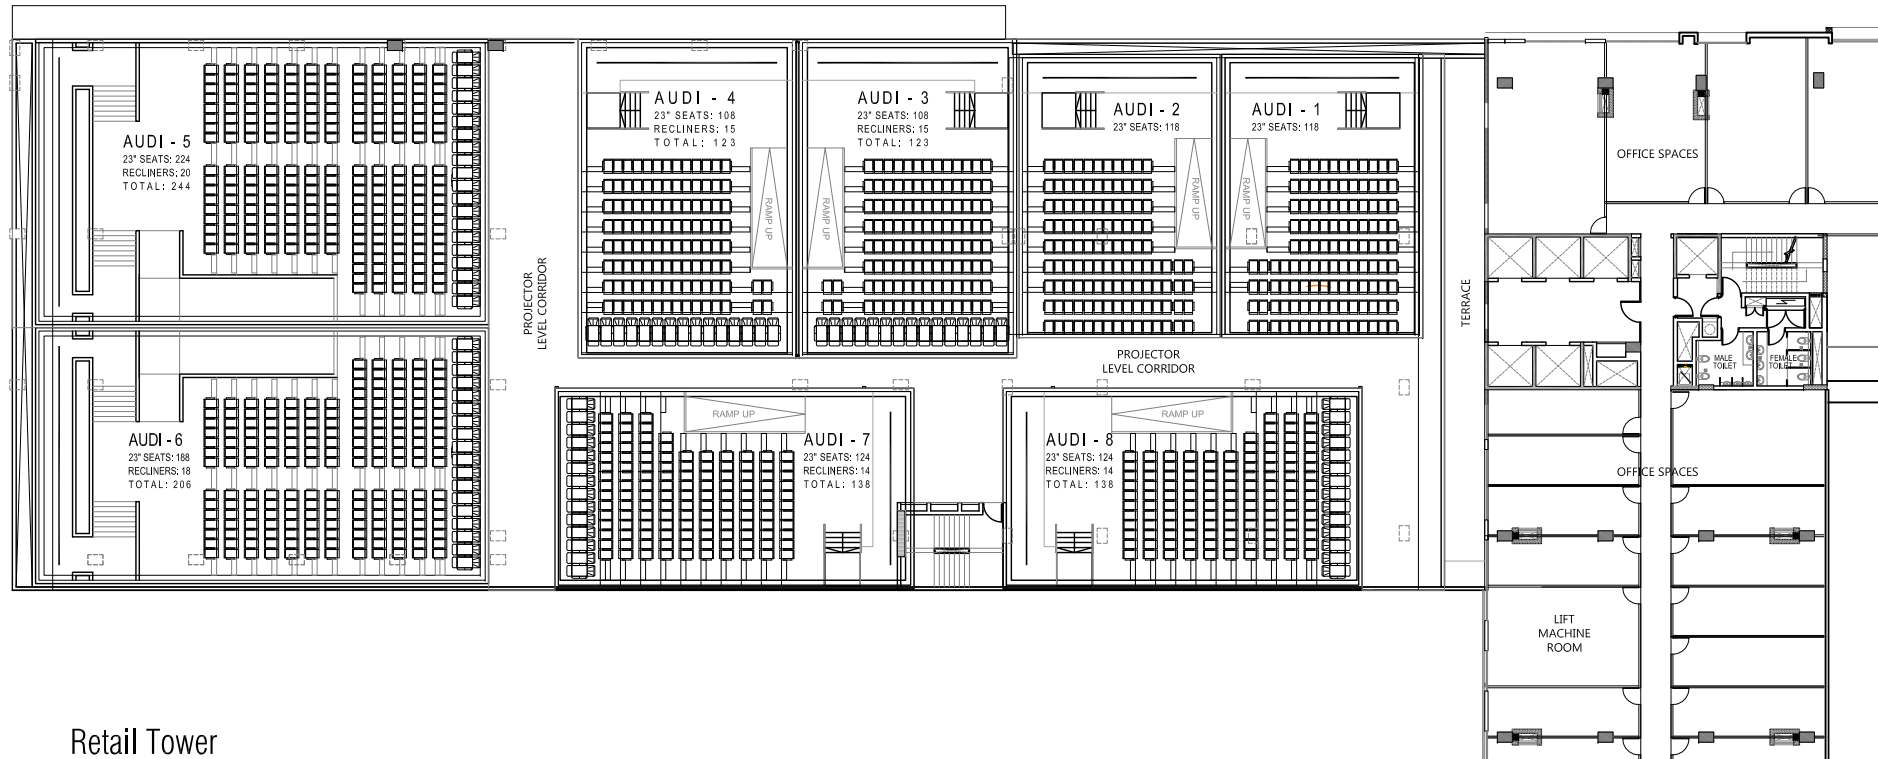 AUDI - 5
23" SEATS: 224
RECLINERS: 20
TOTAL: 244
AUDI - 4
23" SEATS: 108
RECLINERS: 15
TOTAL: 123
AUDI - 3
23" SEATS: 108
RECLINERS: 15
TOTAL: 123
AUDI - 2
23" SEATS: 118
AUDI - 1
23" SEATS: 118
OFFICE SPACES
RAMP UP
RAMP UP
RAMP UP
RAMP UP
PROJECTOR
LEVEL CORRIDOR
TERRACE
PROJECTOR
LEVEL CORRIDOR
MALE
TOILET
FEMALE
TOILET
AUDI - 6
23" SEATS: 188
RECLINERS: 18
TOTAL: 206
RAMP UP
AUDI - 7
23" SEATS: 124
RECLINERS: 14
TOTAL: 138
RAMP UP
AUDI - 8
23" SEATS: 124
RECLINERS: 14
TOTAL: 138
OFFICE SPACES
LIFT
MACHINE
ROOM
Retail Tower